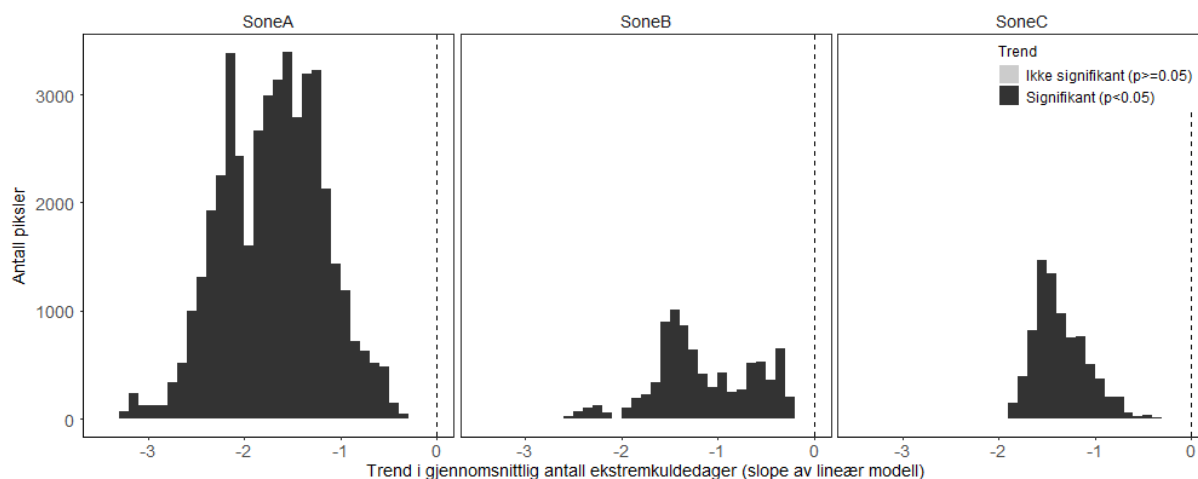 SoneA
SoneB
SoneC
Trend
Ikke signifikant (p>=0.05)
Signifikant (p<0.05)
Antall piksler
3000
2000
1000
0
-3 -2 -1 0
-3 -2 -1 0
-3 -2 -1 0
Trend i gjennomsnittlig antall ekstremkuldedager (slope av lineær modell)